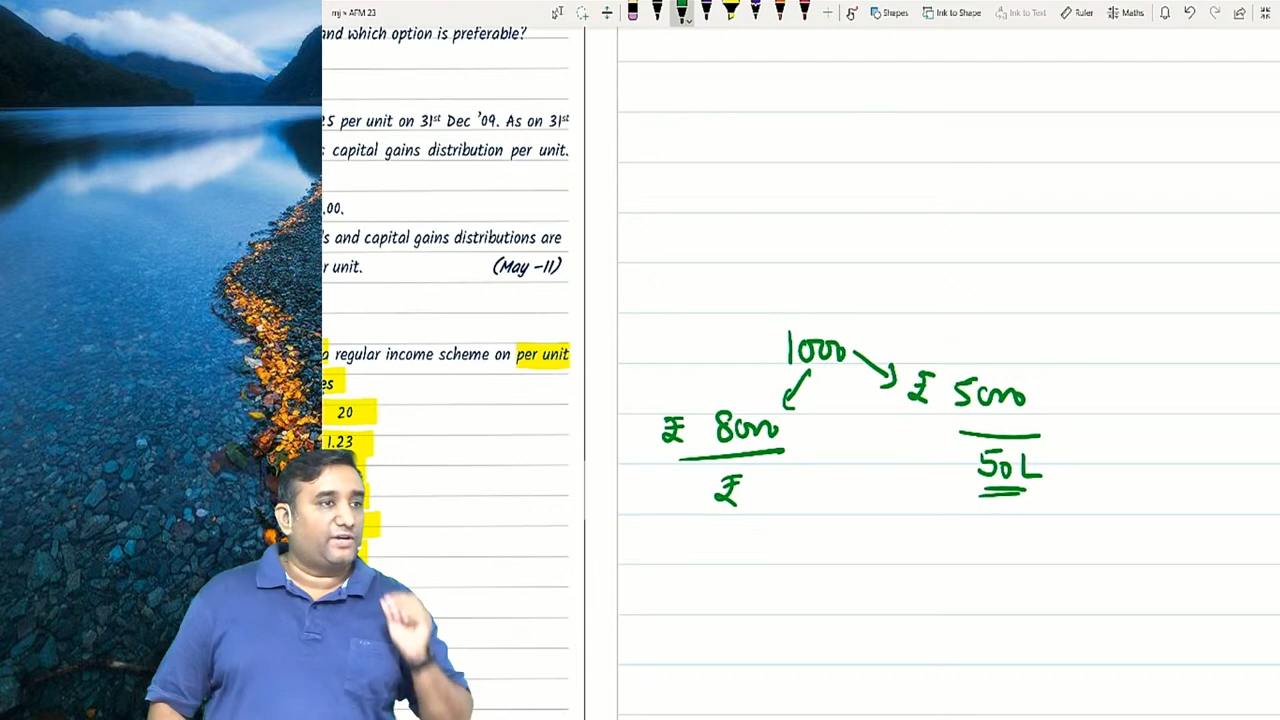 mj > AFM 23
Shapes
Ink to Shape
Ink to Text
Ruler
Maths
and which option is preferable?
25 per unit on 31st Dec '09. As on 31st
capital gains distribution per unit.
.00.
s and capital gains distributions are
unit. (May -11)
a regular income scheme on per unit
es
20
1.23
1000
₹ 5000
₹ 8000
50L
₹